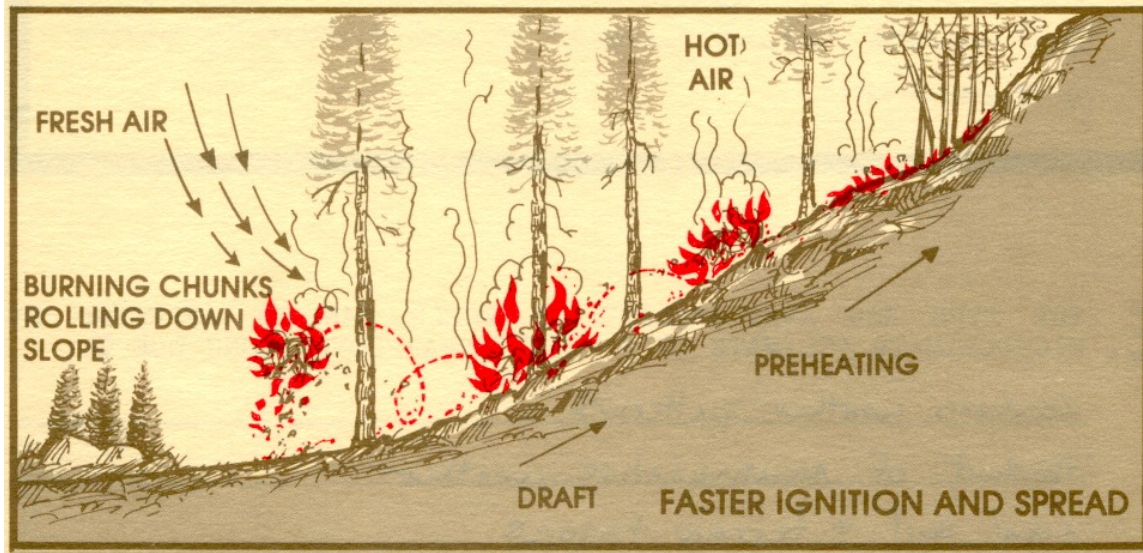 FRESH AIR
HOT
AIR
BURNING CHUNKS
ROLLING DOWN
SLOPE
PREHEATING
DRAFT
FASTER IGNITION AND SPREAD